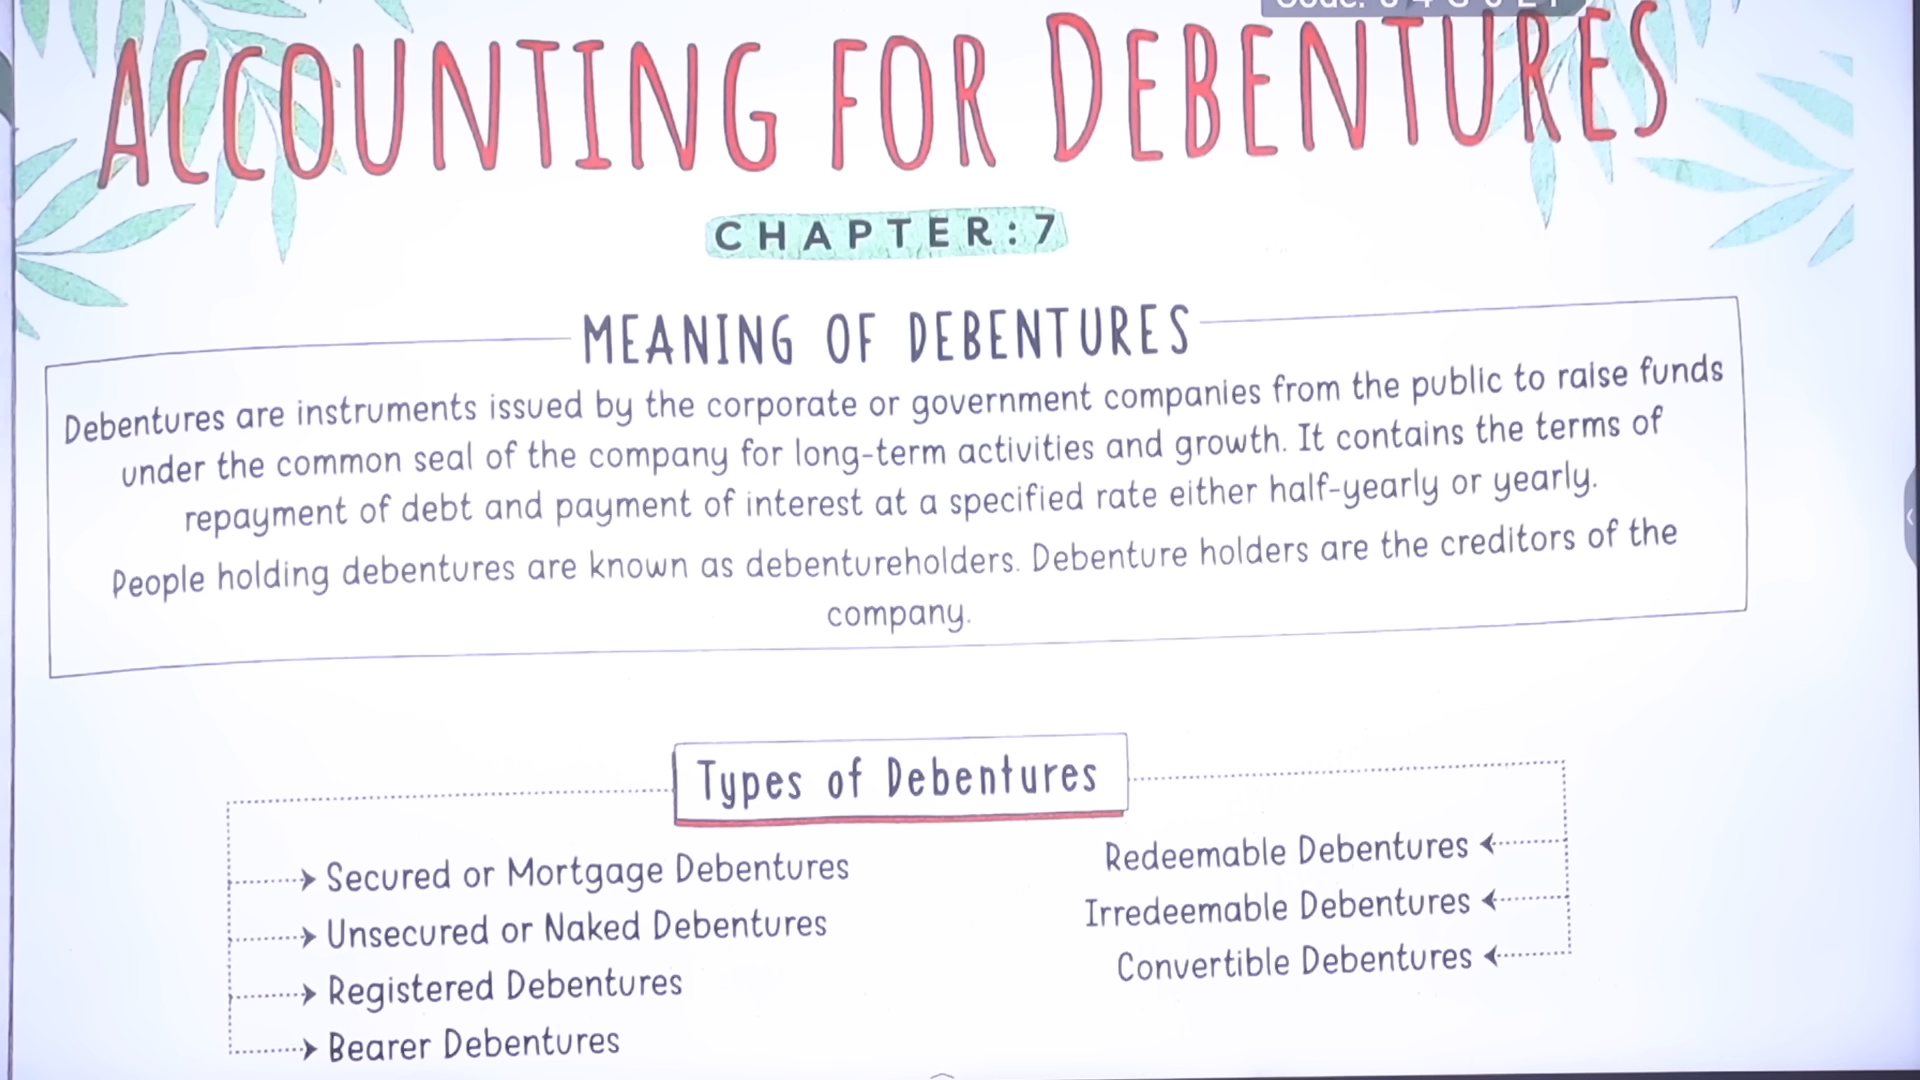 ACCOUNTING FOR DEBENTURES
CHAPTER:7
MEANING OF DEBENTURES
Debentures are instruments issued by the corporate or government companies from the public to raise funds
under the common seal of the company for long-term activities and growth. It contains the terms of
repayment of debt and payment of interest at a specified rate either half-yearly or yearly.
People holding debentures are known as debentureholders. Debenture holders are the creditors of the
company.
Types of Debentures
Secured or Mortgage Debentures
Unsecured or Naked Debentures
Registered Debentures
Bearer Debentures
Redeemable Debentures
Irredeemable Debentures
Convertible Debentures